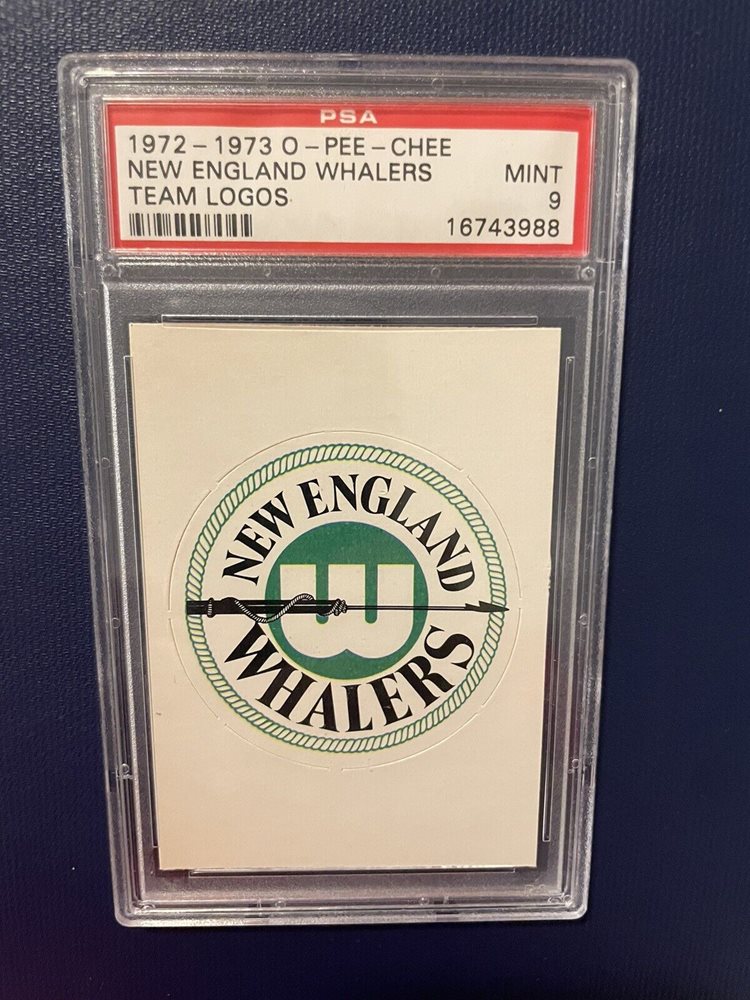 PSA
1972 - 1973 O - PEE - CHEE
NEW ENGLAND WHALERS MINT
TEAM LOGOS 9
16743988
NEW ENGLAND
W
WHALERS